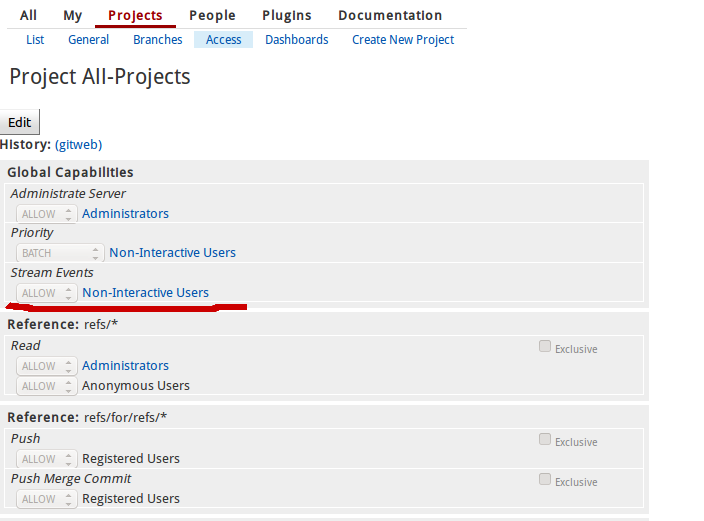 All My Projects People Plugins Documentation
List General Branches Access Dashboards Create New Project
Project All-Projects
Edit
History: (gitweb)
Global Capabilities
Administrate Server
ALLOW Administrators
Priority
BATCH Non-Interactive Users
Stream Events
ALLOW Non-Interactive Users
Reference: refs/*
Read Exclusive
ALLOW Administrators
ALLOW Anonymous Users
Reference: refs/for/refs/*
Push Exclusive
ALLOW Registered Users
Push Merge Commit Exclusive
ALLOW Registered Users